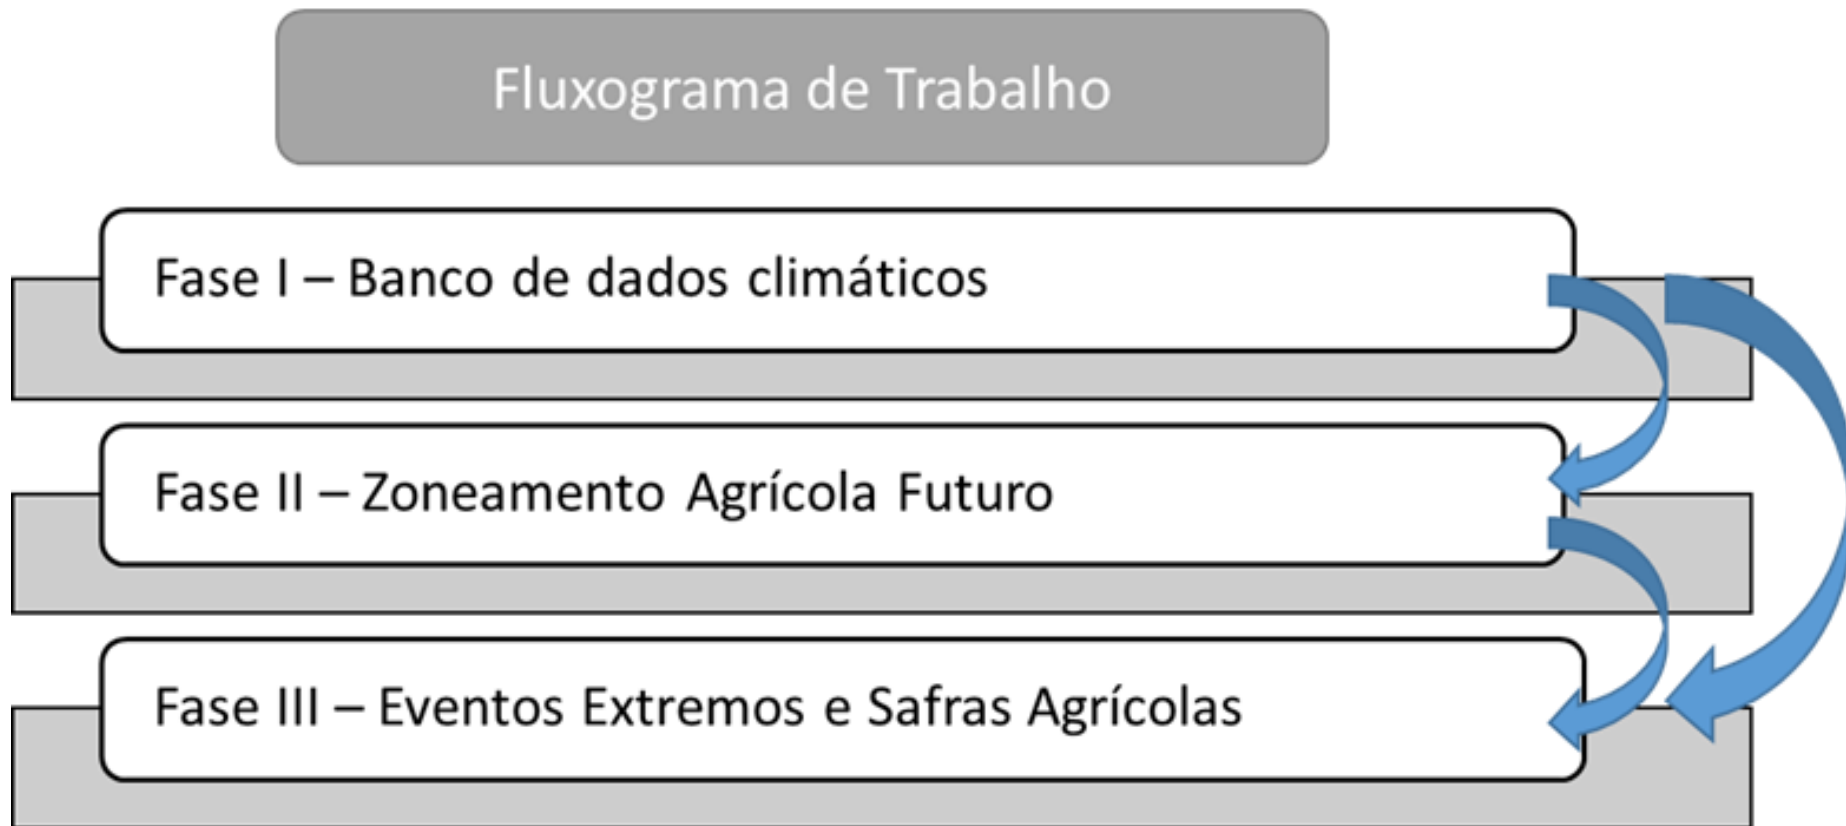 Fluxograma de Trabalho
Fase I – Banco de dados climáticos
Fase II – Zoneamento Agrícola Futuro
Fase III – Eventos Extremos e Safras Agrícolas